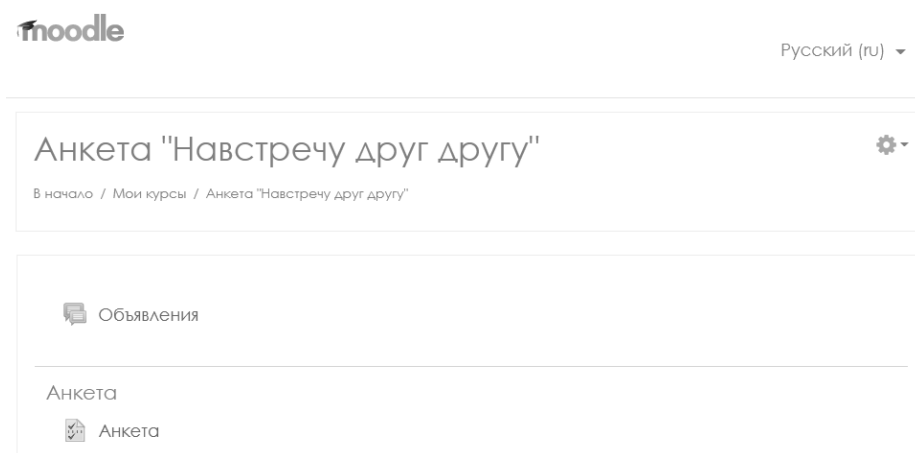 moodle
Русский (ru)
Анкета "Навстречу друг другу"
В начало / Мои курсы / Анкета "Навстречу друг другу"
Объявления
Анкета
Анкета